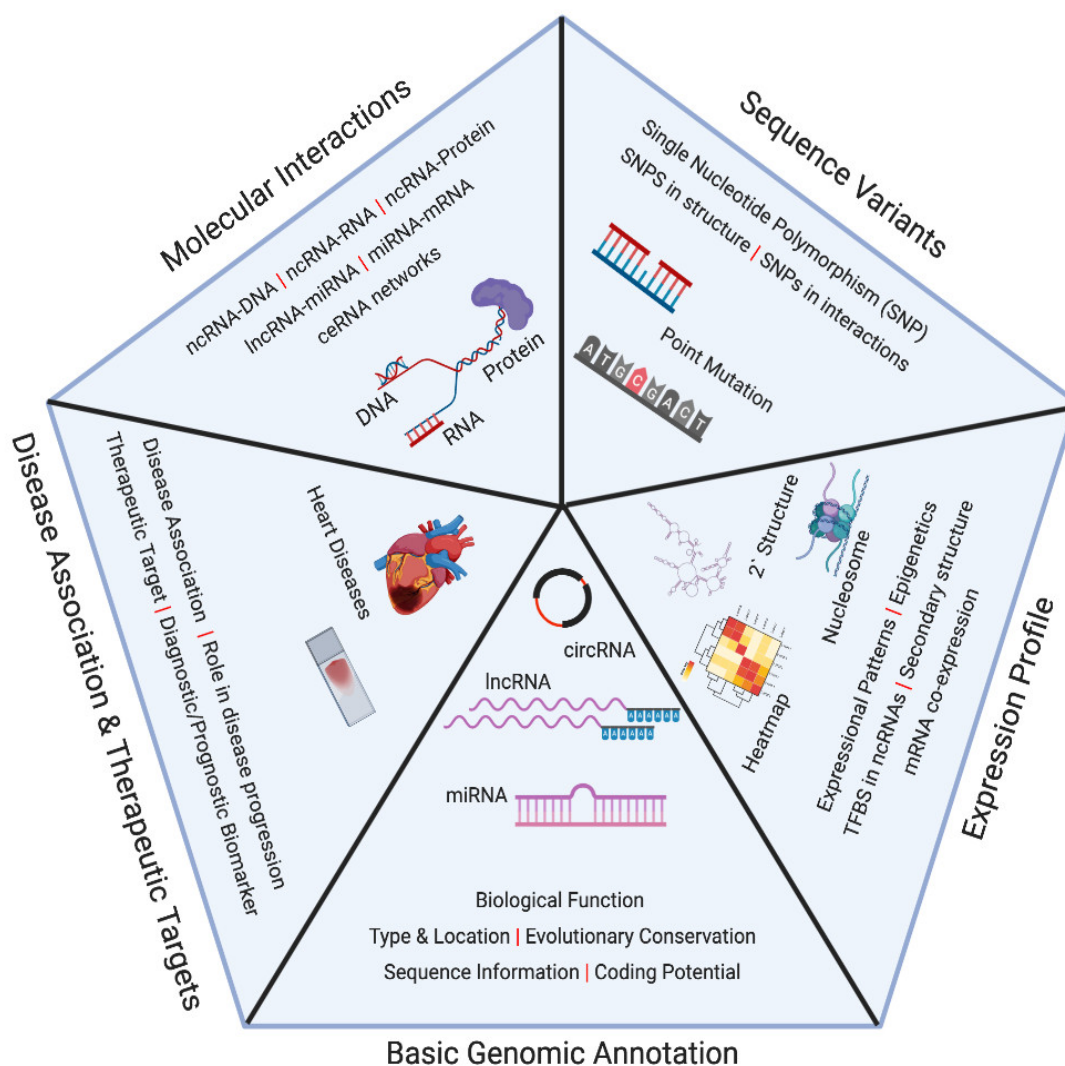 Molecular Interactions
ncRNA-DNA | ncRNA-RNA | ncRNA-Protein
lncRNA-miRNA | miRNA-mRNA
ceRNA networks
DNA
RNA
Protein
Sequence Variants
Single Nucleotide Polymorphism (SNP)
SNPS in structure | SNPs in interactions
Point Mutation
ATGCGACT
Expression Profile
2` Structure
Nucleosome
Heatmap
Expressional Patterns | Epigenetics
TFBS in ncRNAs | Secondary structure
mRNA co-expression
Disease Association & Therapeutic Targets
Disease Association | Role in disease progression
Therapeutic Target | Diagnostic/Prognostic Biomarker
Heart Diseases
circRNA
lncRNA
AAAAAA
AAAAAA
miRNA
Biological Function
Type & Location | Evolutionary Conservation
Sequence Information | Coding Potential
Basic Genomic Annotation